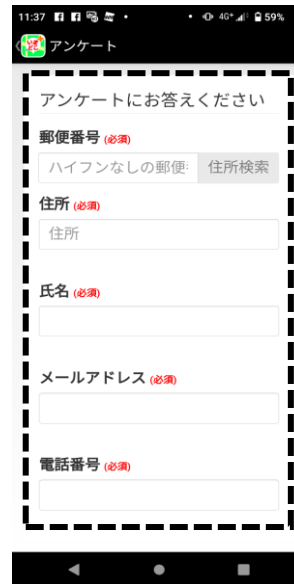 11:37 4G+ 59%
アンケート
アンケートにお答えください
郵便番号 (必須)
ハイフンなしの郵便 住所検索
住所 (必須)
住所
氏名 (必須)
メールアドレス (必須)
電話番号 (必須)